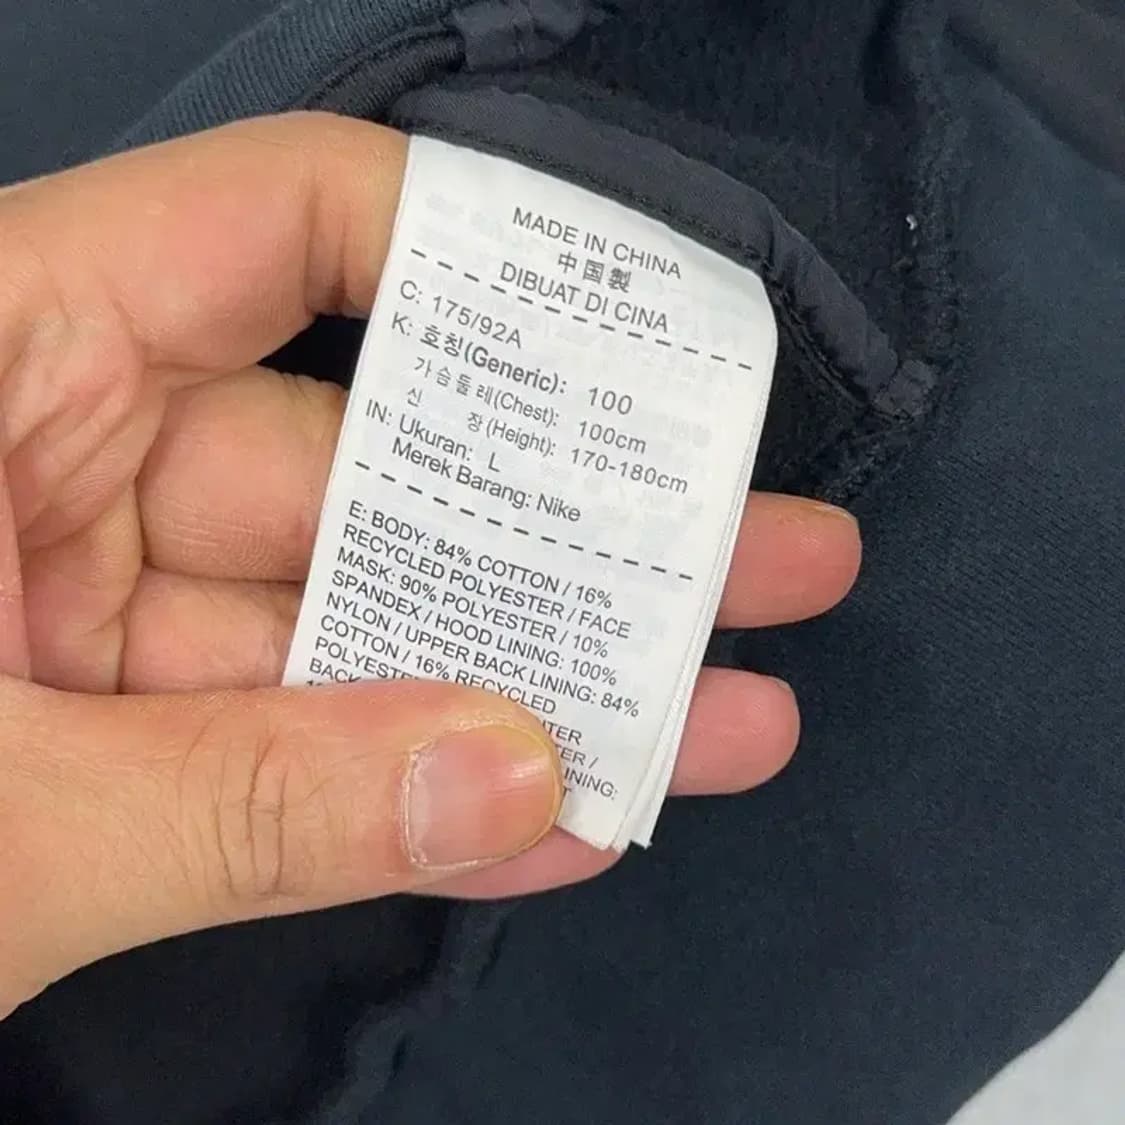 MADE IN CHINA
中国製
DIBUAT DI CINA
C: 175/92A
K: 호칭(Generic): 100
가슴둘레(Chest): 100cm
신 장(Height): 170-180cm
IN: Ukuran: L
Merek Barang: Nike
E: BODY: 84% COTTON / 16%
RECYCLED POLYESTER / FACE
MASK: 90% POLYESTER / 10%
SPANDEX / HOOD LINING: 100%
NYLON / UPPER BACK LINING: 84%
COTTON / 16% RECYCLED
BACK